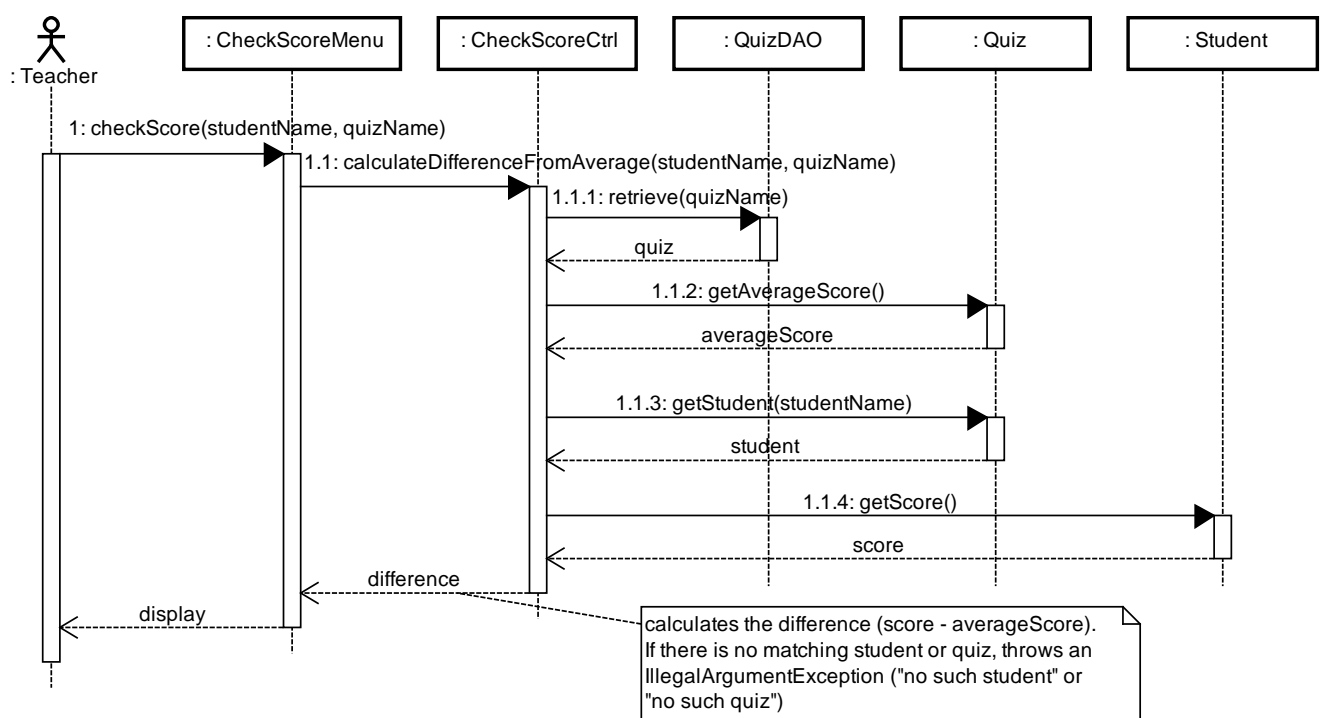 : Teacher
: CheckScoreMenu
: CheckScoreCtrl
: QuizDAO
: Quiz
: Student
1: checkScore(studentName, quizName)
1.1: calculateDifferenceFromAverage(studentName, quizName)
1.1.1: retrieve(quizName)
quiz
1.1.2: getAverageScore()
averageScore
1.1.3: getStudent(studentName)
student
1.1.4: getScore()
score
difference
display
calculates the difference (score - averageScore).
If there is no matching student or quiz, throws an
IllegalArgumentException ("no such student" or
"no such quiz")